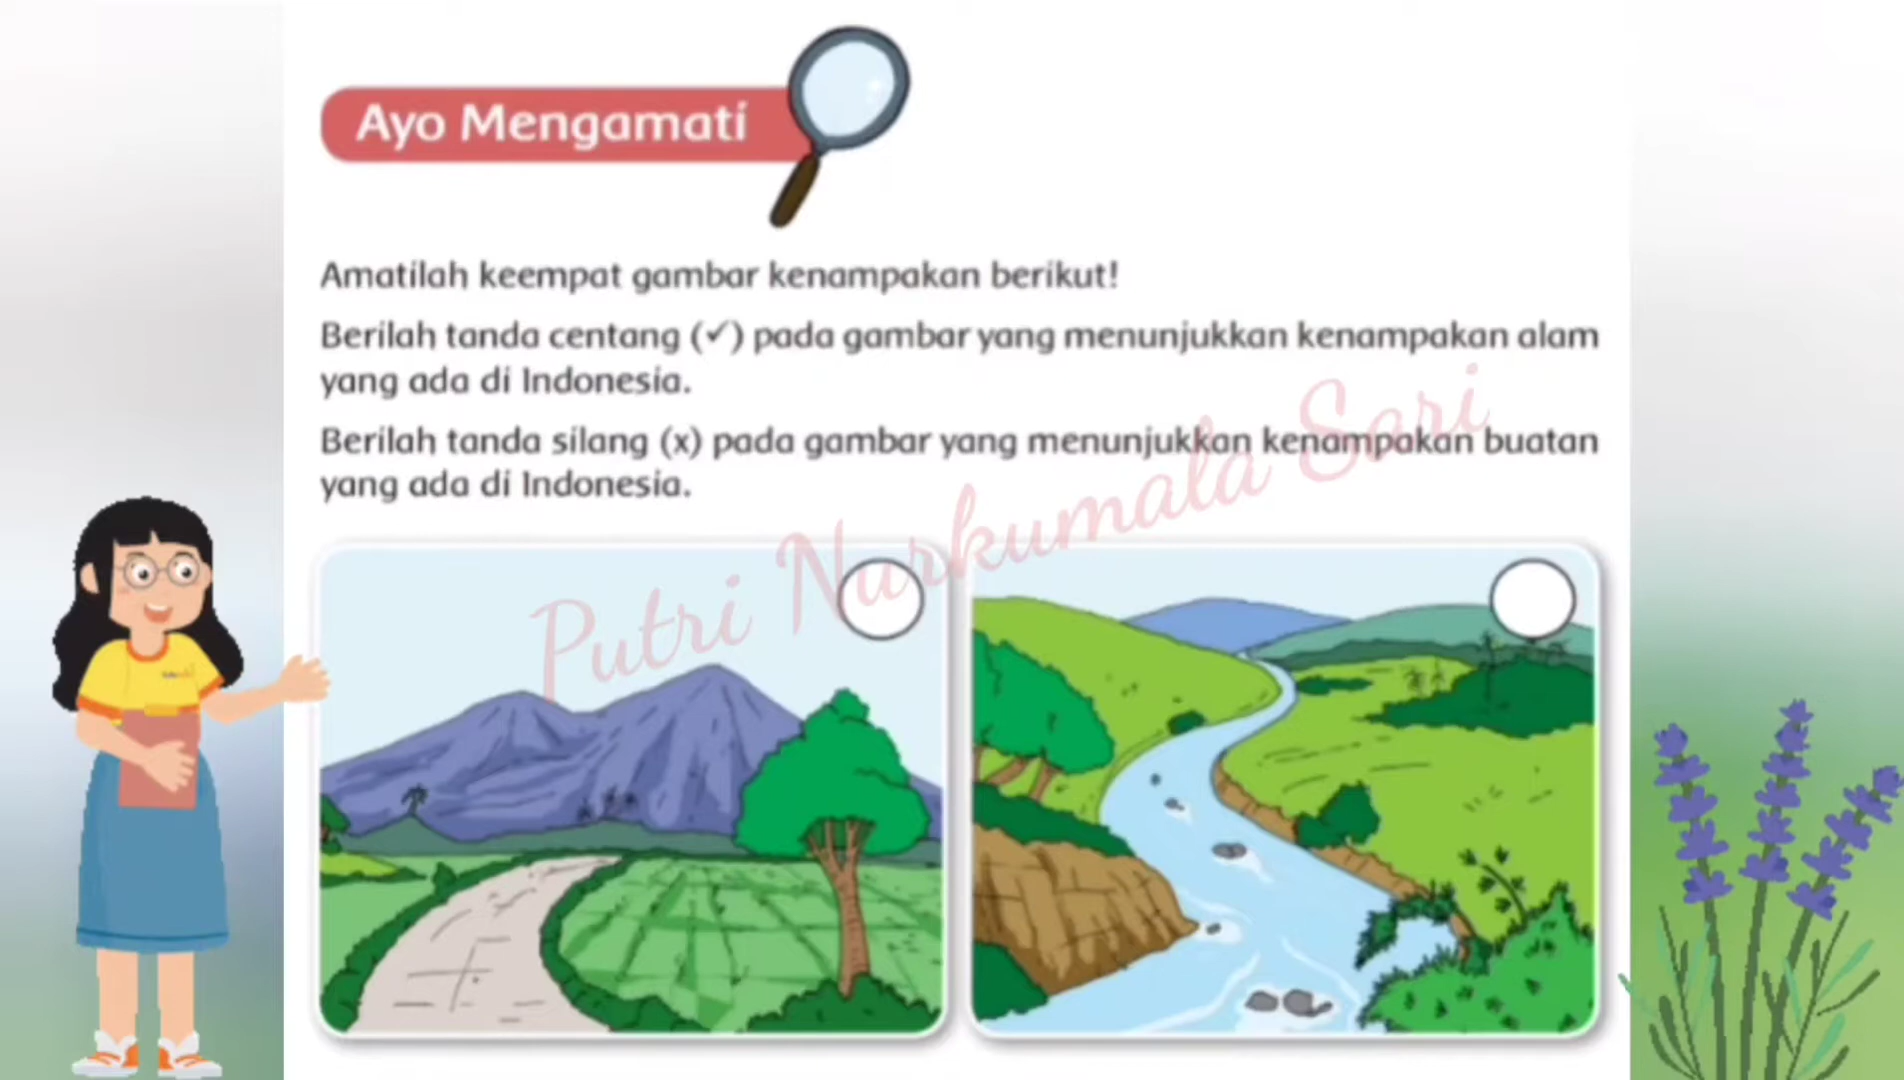 Ayo Mengamati
Amatilah keempat gambar kenampakan berikut!
Berilah tanda centang (✓) pada gambar yang menunjukkan kenampakan alam
yang ada di Indonesia.
Berilah tanda silang (x) pada gambar yang menunjukkan kenampakan buatan
yang ada di Indonesia.
Putri Nurkumala Sari